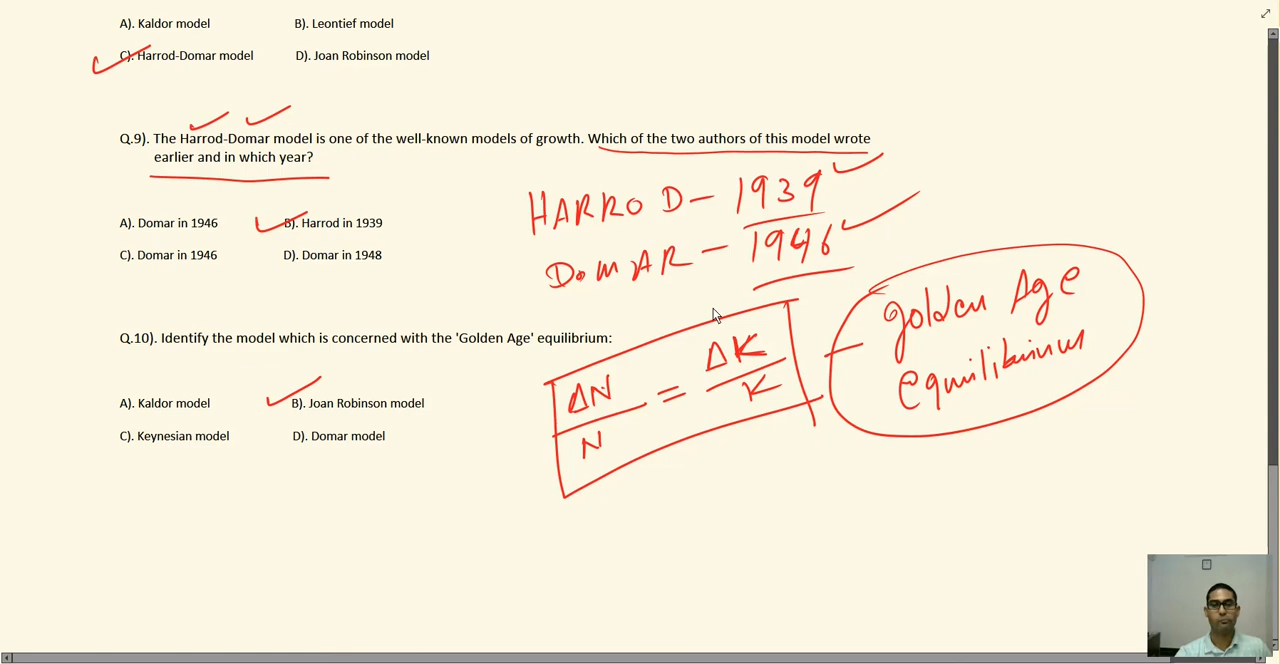 A). Kaldor model B). Leontief model
C). Harrod-Domar model D). Joan Robinson model
Q.9). The Harrod-Domar model is one of the well-known models of growth. Which of the two authors of this model wrote
earlier and in which year?
HARROD - 1939
A). Domar in 1946 B). Harrod in 1939
DOMAR - 1946
C). Domar in 1946 D). Domar in 1948
Golden Age
equilibrium
Q.10). Identify the model which is concerned with the 'Golden Age' equilibrium:
ΔN = ΔK
N K
A). Kaldor model B). Joan Robinson model
C). Keynesian model D). Domar model